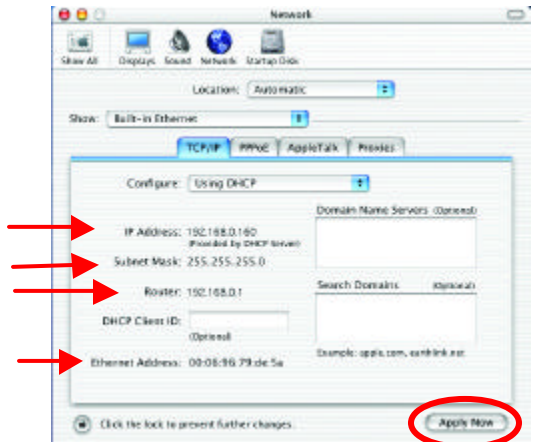 Network
Show All Displays Sound Network Startup Disk
Location: Automatic
Show: Built-in Ethernet
TCP/IP PPPoE AppleTalk Proxies
Configure: Using DHCP
Domain Name Servers (Optional)
IP Address: 192.168.0.160
(Provided by DHCP Server)
Subnet Mask: 255.255.255.0
Router: 192.168.0.1
Search Domains (Optional)
DHCP Client ID:
(Optional)
Example: apple.com, earthlink.net
Ethernet Address: 00:06:96:79:de:5a
Click the lock to prevent further changes.
Apply Now